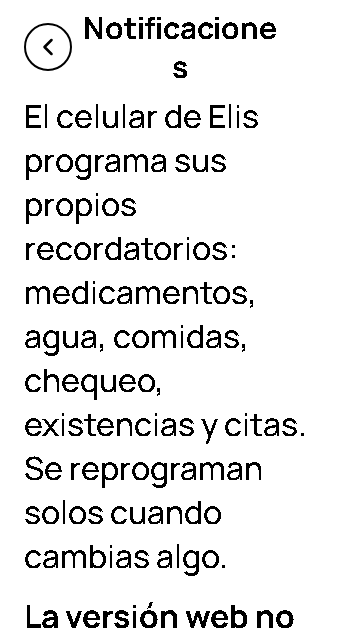 Notificacione
s
El celular de Elis
programa sus
propios
recordatorios:
medicamentos,
agua, comidas,
chequeo,
existencias y citas.
Se reprograman
solos cuando
cambias algo.
La versión web no